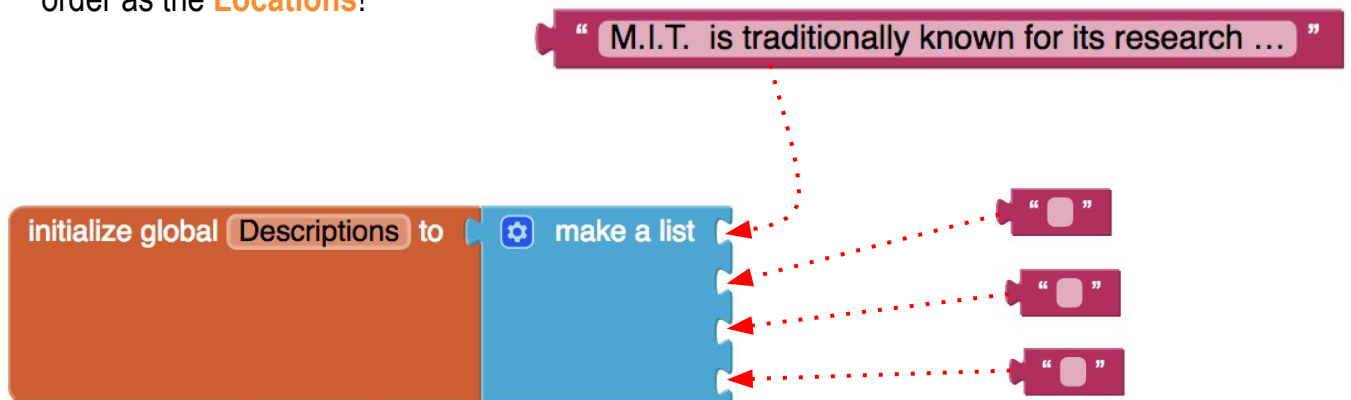 order as the Locations!
“ M.I.T. is traditionally known for its research … ”
initialize global Descriptions to make a list
“ ”
“ ”
“ ”